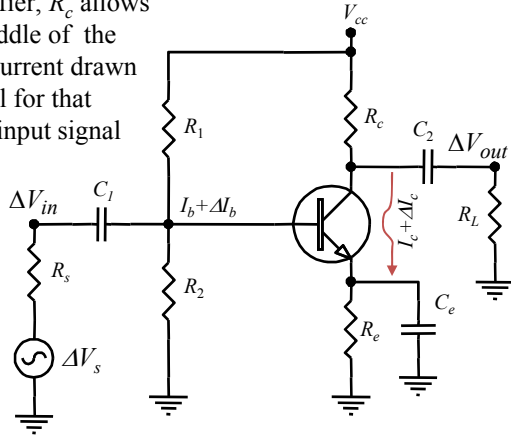 fier, R_c allows
ddle of the
urrent drawn
l for that
input signal
V_cc
R_1
R_c
C_2
ΔV_out
ΔV_in
C_1
I_b+ΔI_b
I_c+ΔI_c
R_L
R_s
R_2
R_e
C_e
ΔV_s